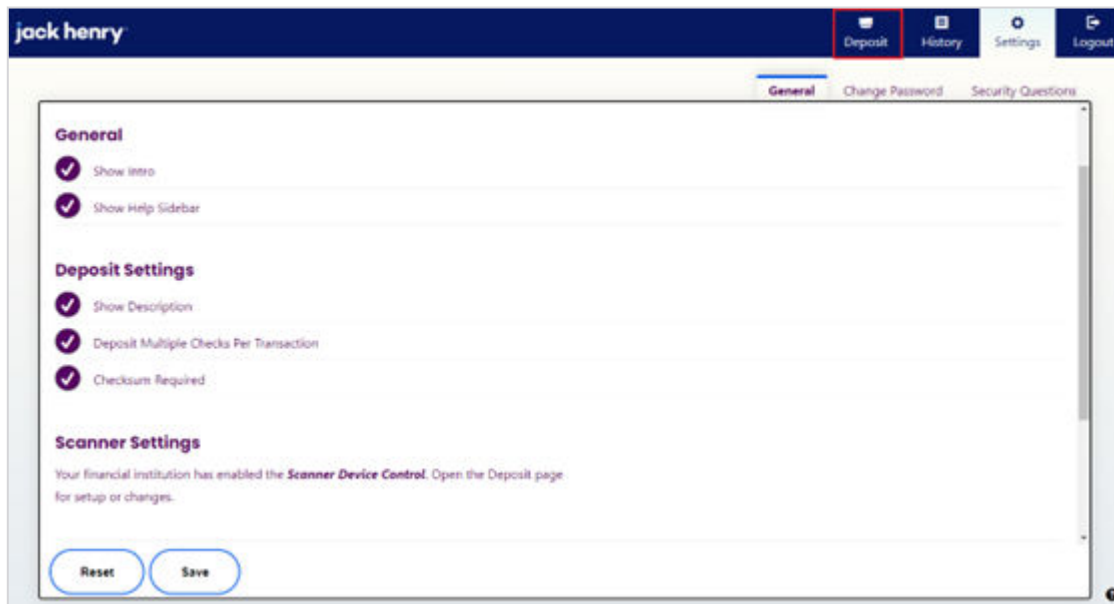 jack henry
Deposit History Settings Logout
General Change Password Security Questions
General
Show Intro
Show Help Sidebar
Deposit Settings
Show Description
Deposit Multiple Checks Per Transaction
Checksum Required
Scanner Settings
Your financial institution has enabled the Scanner Device Control. Open the Deposit page
for setup or changes.
Reset Save